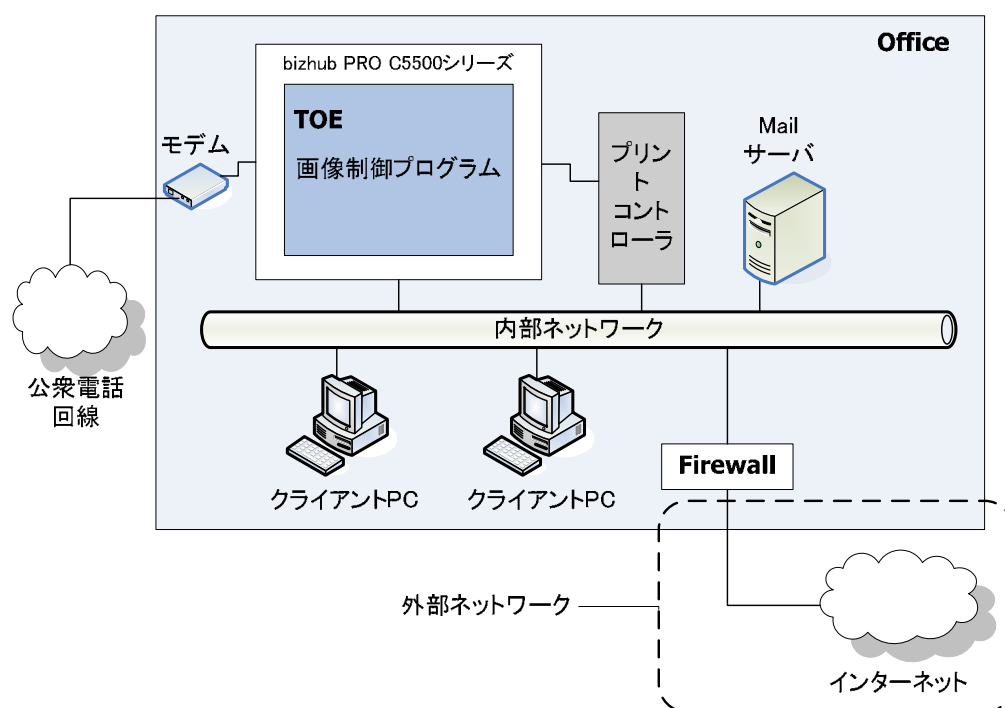 Office
bizhub PRO C5500シリーズ
TOE
画像制御プログラム
モデム
プリン
ト
コント
ローラ
Mail
サーバ
内部ネットワーク
公衆電話
回線
クライアントPC
クライアントPC
Firewall
外部ネットワーク
インターネット